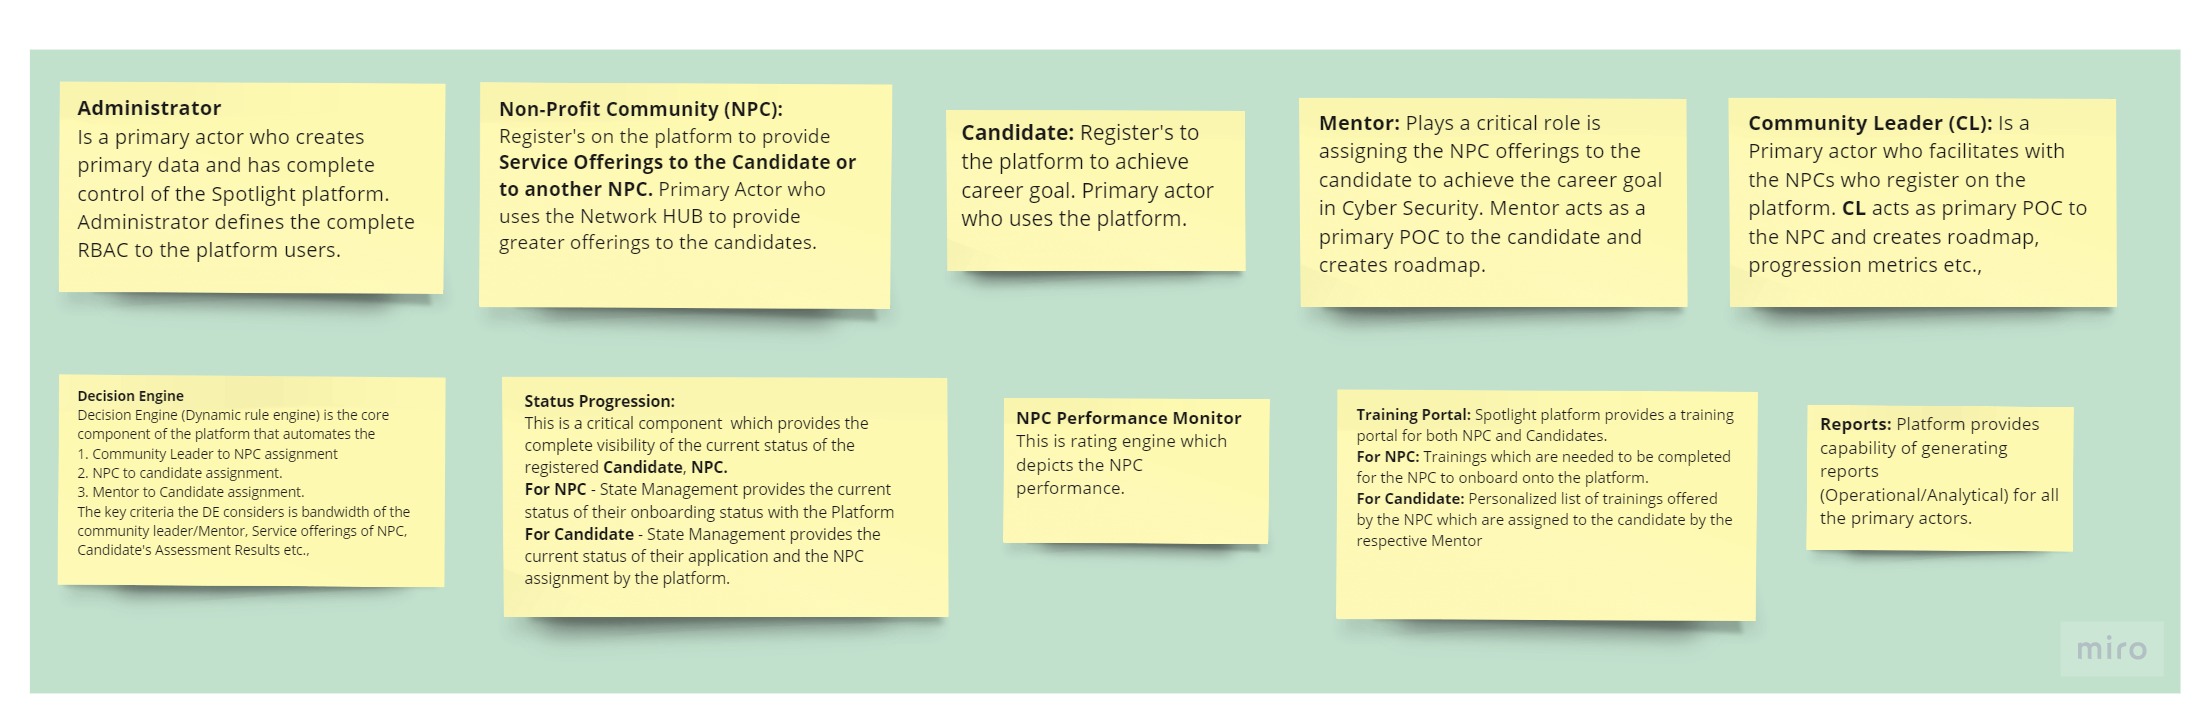 Administrator
Is a primary actor who creates
primary data and has complete
control of the Spotlight platform.
Administrator defines the complete
RBAC to the platform users.
Non-Profit Community (NPC):
Register's on the platform to provide
Service Offerings to the Candidate or
to another NPC. Primary Actor who
uses the Network HUB to provide
greater offerings to the candidates.
Candidate: Register's to
the platform to achieve
career goal. Primary actor
who uses the platform.
Mentor: Plays a critical role is
assigning the NPC offerings to the
candidate to achieve the career goal
in Cyber Security. Mentor acts as a
primary POC to the candidate and
creates roadmap.
Community Leader (CL): Is a
Primary actor who facilitates with
the NPCs who register on the
platform. CL acts as primary POC to
the NPC and creates roadmap,
progression metrics etc.,
Decision Engine
Decision Engine (Dynamic rule engine) is the core
component of the platform that automates the
1. Community Leader to NPC assignment
2. NPC to candidate assignment.
3. Mentor to Candidate assignment.
The key criteria the DE considers is bandwidth of the
community leader/Mentor, Service offerings of NPC,
Candidate's Assessment Results etc.,
Status Progression:
This is a critical component which provides the
complete visibility of the current status of the
registered Candidate, NPC.
For NPC - State Management provides the current
status of their onboarding status with the Platform
For Candidate - State Management provides the
current status of their application and the NPC
assignment by the platform.
NPC Performance Monitor
This is rating engine which
depicts the NPC
performance.
Training Portal: Spotlight platform provides a training
portal for both NPC and Candidates.
For NPC: Trainings which are needed to be completed
for the NPC to onboard onto the platform.
For Candidate: Personalized list of trainings offered
by the NPC which are assigned to the candidate by the
respective Mentor
Reports: Platform provides
capability of generating
reports
(Operational/Analytical) for all
the primary actors.
miro